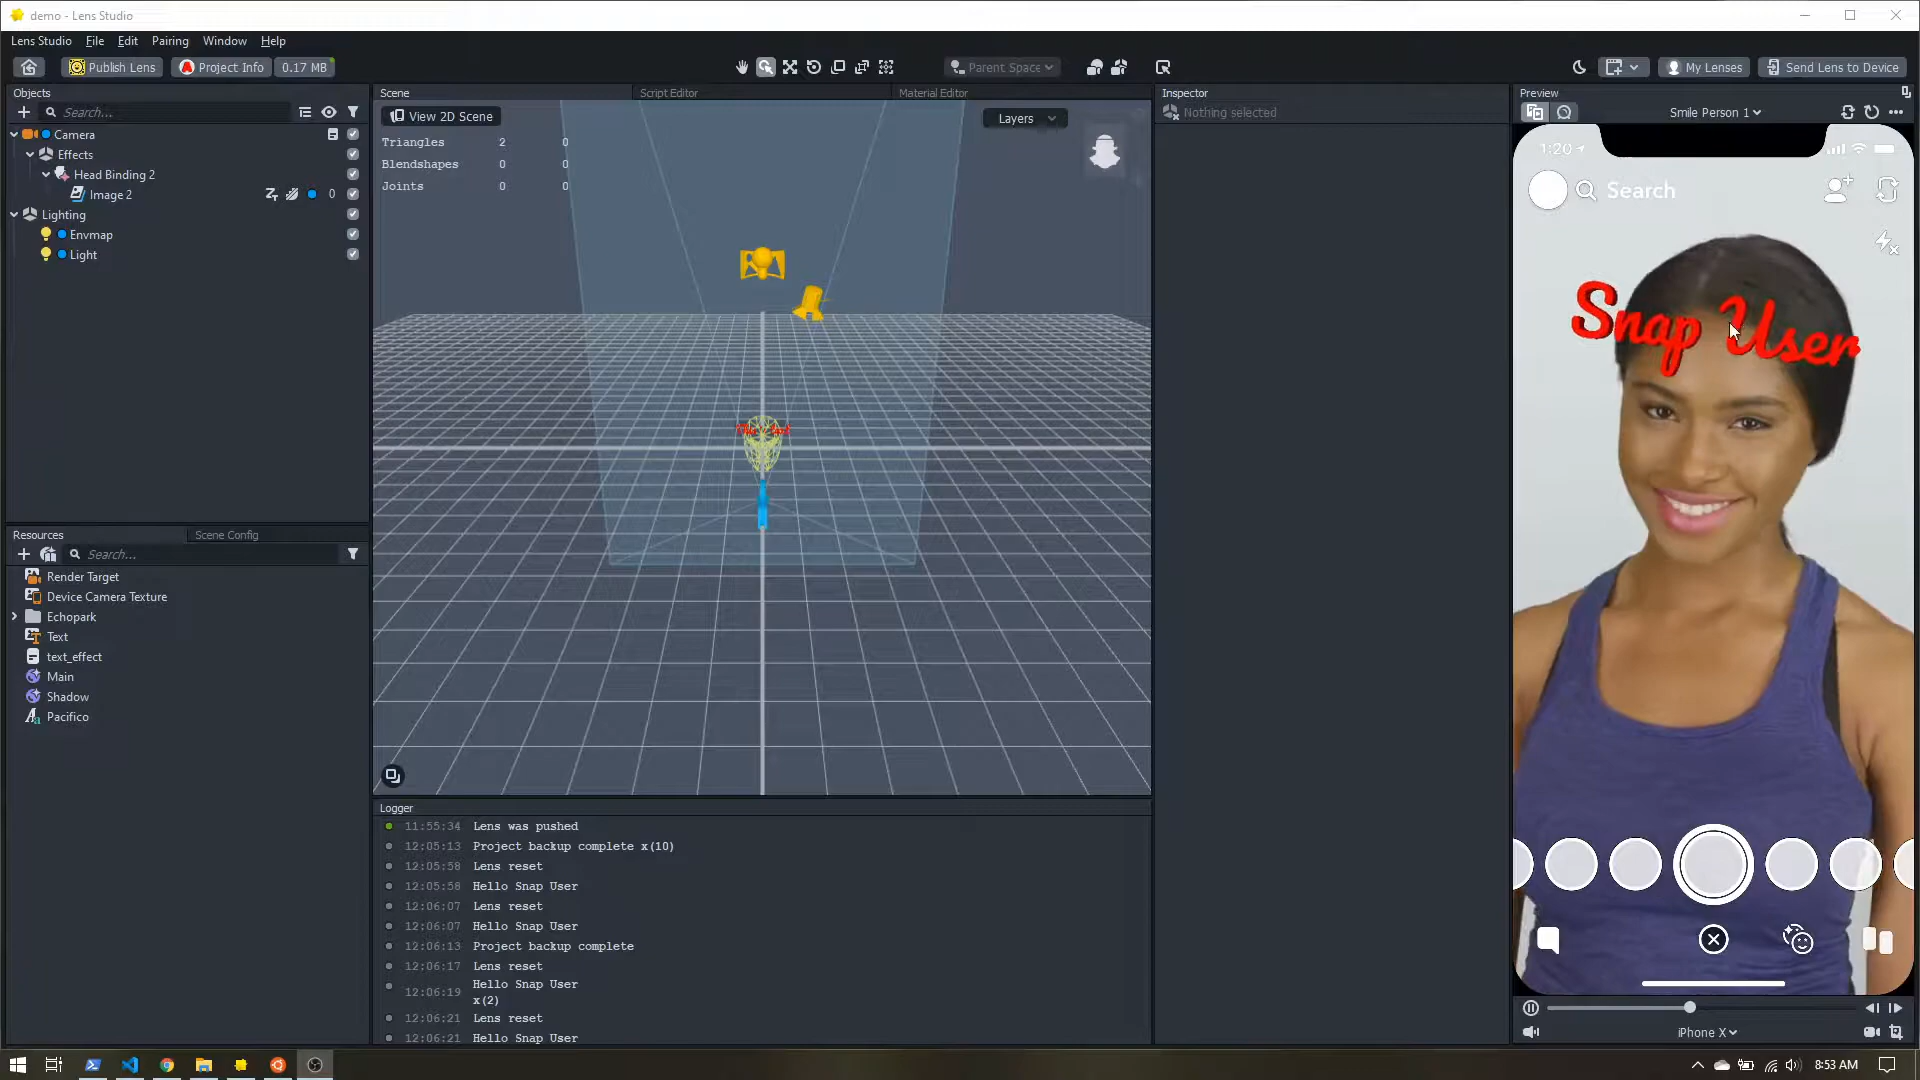 demo - Lens Studio
Lens Studio File Edit Pairing Window Help
Publish Lens Project Info 0.17 MB Parent Space My Lenses Send Lens to Device
Objects
Search...
Camera
Effects
Head Binding 2
Image 2 0
Lighting
Envmap
Light
Resources Scene Config
Search...
Render Target
Device Camera Texture
Echopark
Text
text_effect
Main
Shadow
Pacifico
Scene Script Editor Material Editor
View 2D Scene
Layers
Triangles 2 0
Blendshapes 0 0
Joints 0 0
Logger
11:55:34 Lens was pushed
12:05:13 Project backup complete x(10)
12:05:58 Lens reset
12:05:58 Hello Snap User
12:06:07 Lens reset
12:06:07 Hello Snap User
12:06:13 Project backup complete
12:06:17 Lens reset
12:06:19 Hello Snap User
x(2)
12:06:21 Lens reset
12:06:21 Hello Snap User
Inspector
Nothing selected
Preview
Smile Person 1
1:20
Search
Snap User
iPhone X
8:53 AM